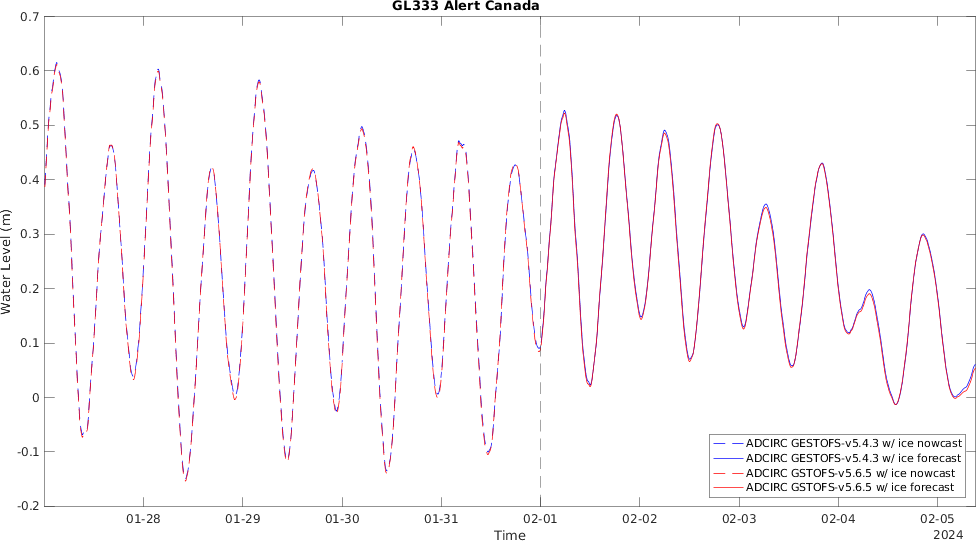 GL333 Alert Canada
0.7
0.6
0.5
0.4
0.3
0.2
0.1
0
-0.1
-0.2
Water Level (m)
ADCIRC GESTOFS-v5.4.3 w/ ice nowcast
ADCIRC GESTOFS-v5.4.3 w/ ice forecast
ADCIRC GSTOFS-v5.6.5 w/ ice nowcast
ADCIRC GSTOFS-v5.6.5 w/ ice forecast
01-28 01-29 01-30 01-31 02-01 02-02 02-03 02-04 02-05
Time
2024